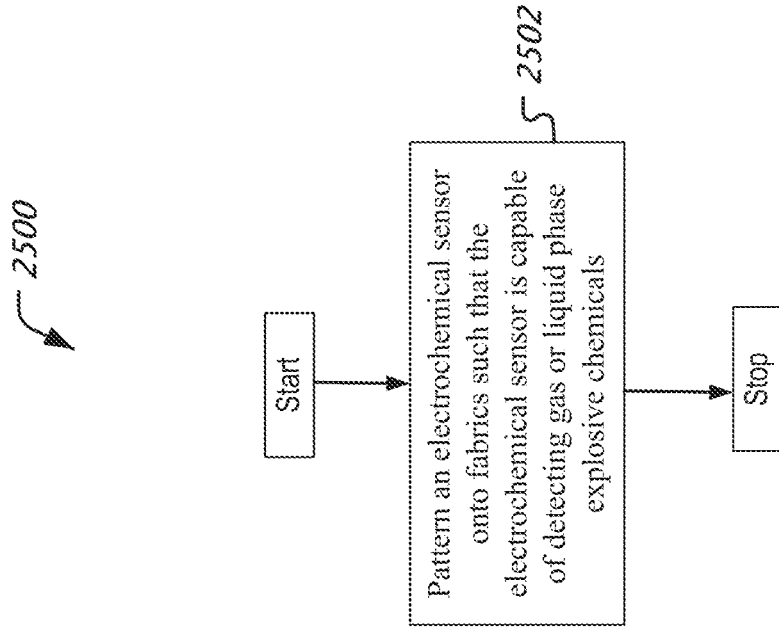 2500
Start
Pattern an electrochemical sensor
onto fabrics such that the
electrochemical sensor is capable
of detecting gas or liquid phase
explosive chemicals
2502
Stop